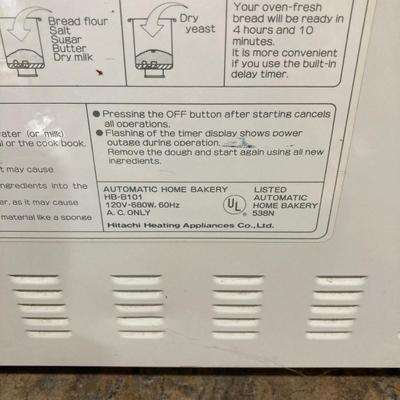 Bread flour
Salt
Sugar
Butter
Dry milk
Dry
yeast
Your oven-fresh
bread will be ready in
4 hours and 10
minutes.
It is more convenient
if you use the built-in
delay timer.
(or milk)
or the cook book.
it may cause
ingredients into the
as it may cause
material like a sponge
● Pressing the OFF button after starting cancels
all operations.
● Flashing of the timer display shows power
outage during operation.
Remove the dough and start again using all new
ingredients.
AUTOMATIC HOME BAKERY
HB-B101
120V-680W, 60Hz
A. C. ONLY
Hitachi Heating Appliances Co., Ltd.
UL
LISTED
AUTOMATIC
HOME BAKERY
538N